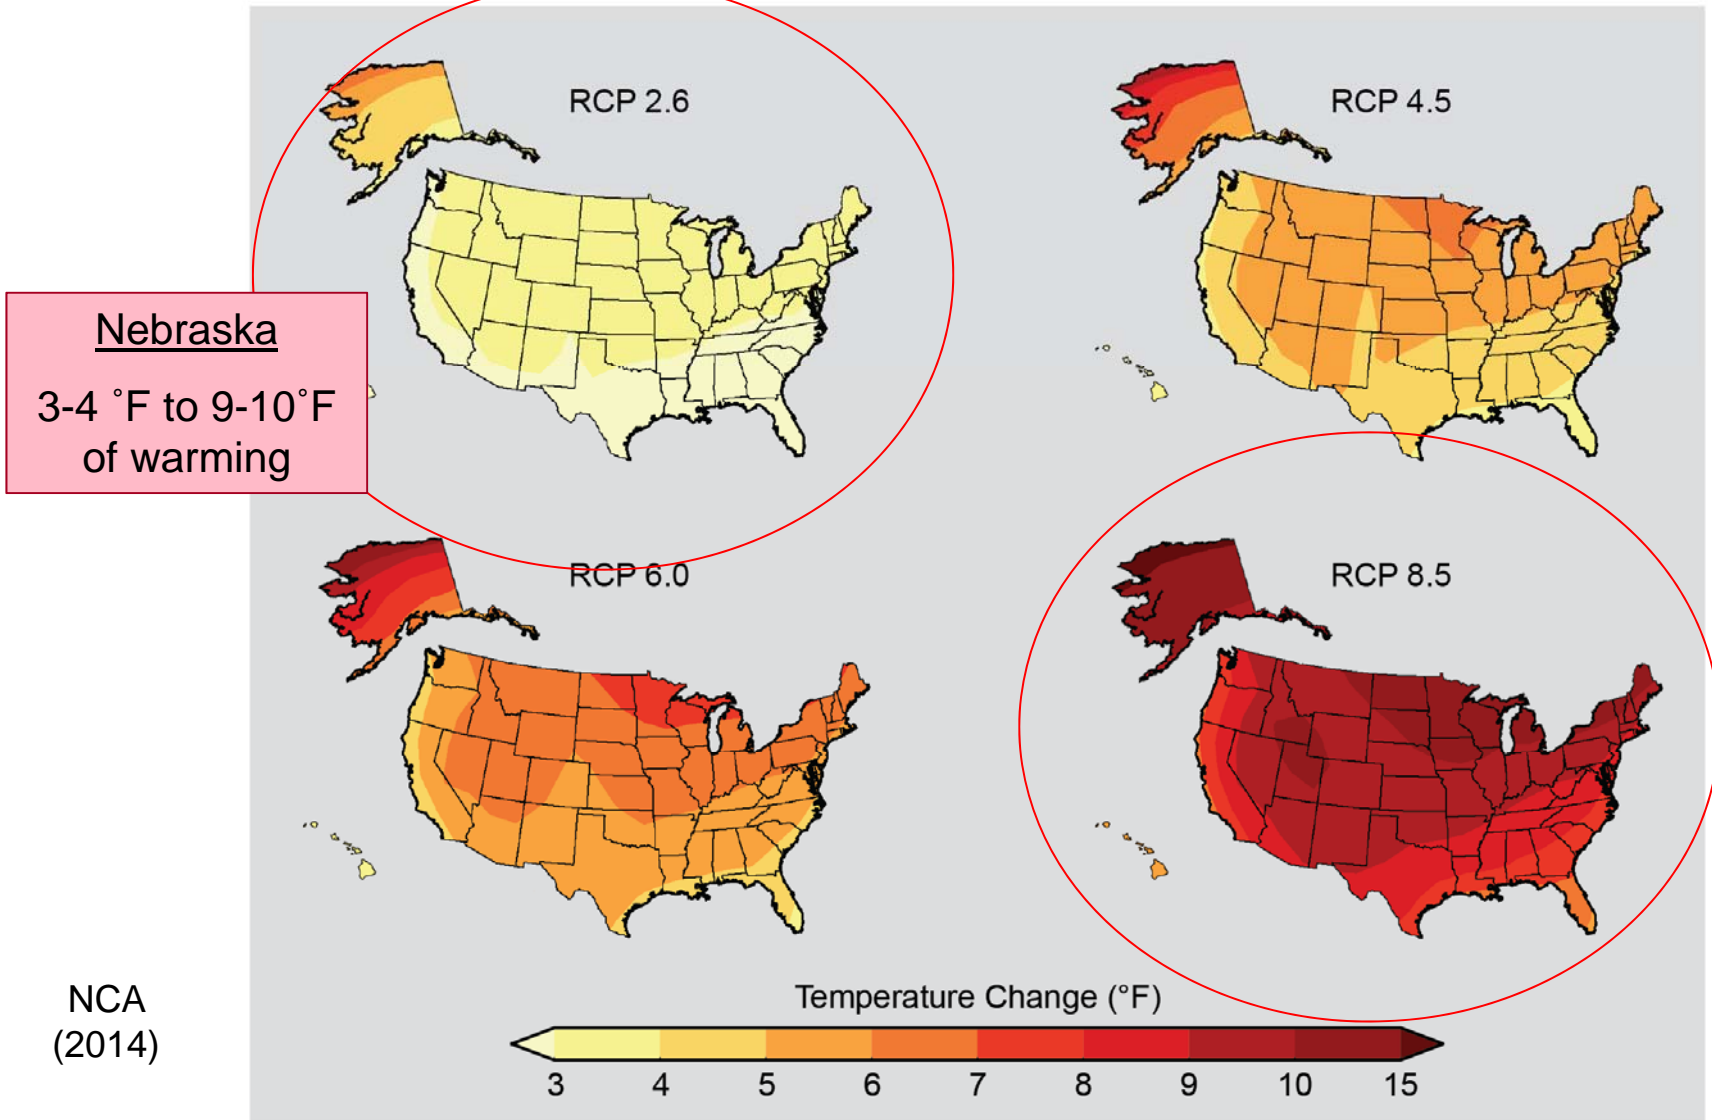 RCP 2.6
RCP 4.5
Nebraska
3-4 ˚F to 9-10˚F
of warming
RCP 6.0
RCP 8.5
NCA
(2014)
Temperature Change (°F)
3 4 5 6 7 8 9 10 15